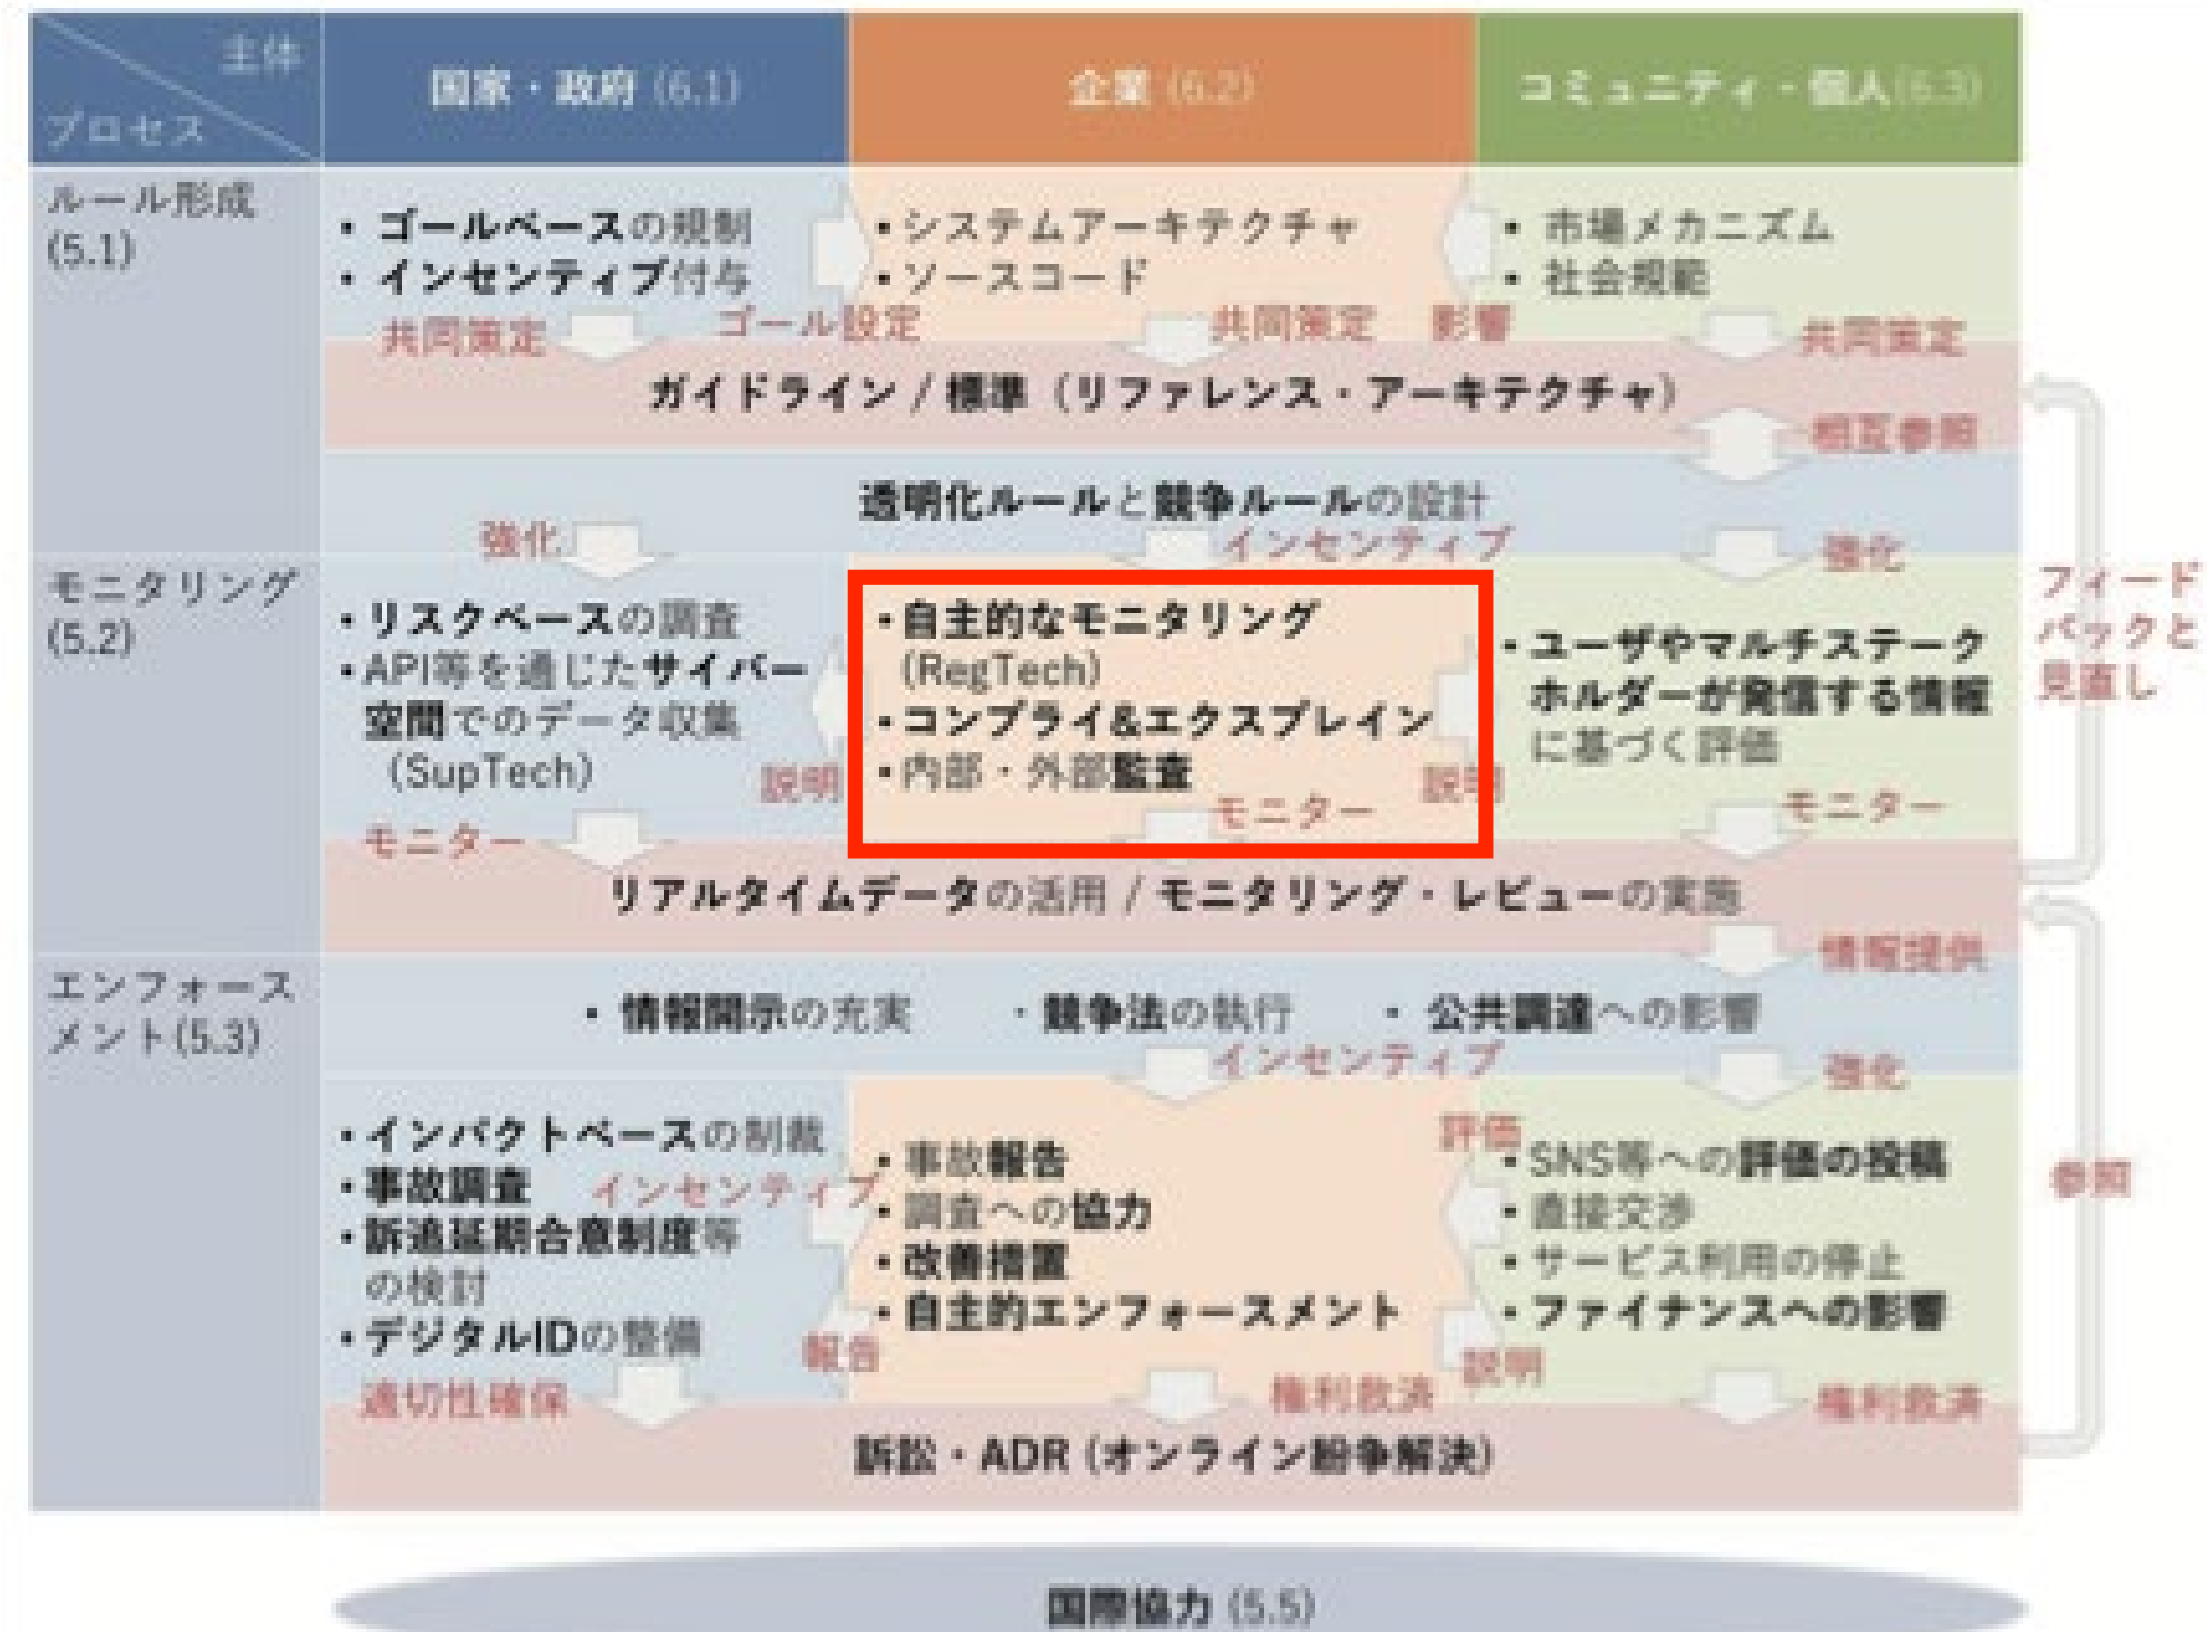 主体
プロセス
国家・政府 (6.1)
企業 (6.2)
コミュニティ・個人(6.3)
ルール形成
(5.1)
・ゴールベースの規制
・インセンティブ付与
・システムアーキテクチャ
・ソースコード
・市場メカニズム
・社会規範
共同策定
ゴール設定
共同策定
影響
共同策定
ガイドライン / 標準（リファレンス・アーキテクチャ）
相互参照
透明化ルールと競争ルールの設計
強化
インセンティブ
強化
モニタリング
(5.2)
・リスクベースの調査
・API等を通じたサイバー
空間でのデータ収集
（SupTech）
・自主的なモニタリング
(RegTech)
・コンプライ&エクスプレイン
・内部・外部監査
・ユーザやマルチステーク
ホルダーが発信する情報
に基づく評価
説明
説明
モニター
モニター
モニター
リアルタイムデータの活用 / モニタリング・レビューの実施
情報提供
フィード
バックと
見直し
エンフォース
メント(5.3)
・情報開示の充実
・競争法の執行
・公共調達への影響
インセンティブ
強化
・インパクトベースの制裁
・事故調査
インセンティブ
・訴追延期合意制度等
の検討
・デジタルIDの整備
・事故報告
・調査への協力
・改善措置
・自主的エンフォースメント
評価
・SNS等への評価の投稿
・直接交渉
・サービス利用の停止
・ファイナンスへの影響
参照
報告
説明
適切性確保
権利救済
権利救済
訴訟・ADR (オンライン紛争解決)
国際協力 (5.5)